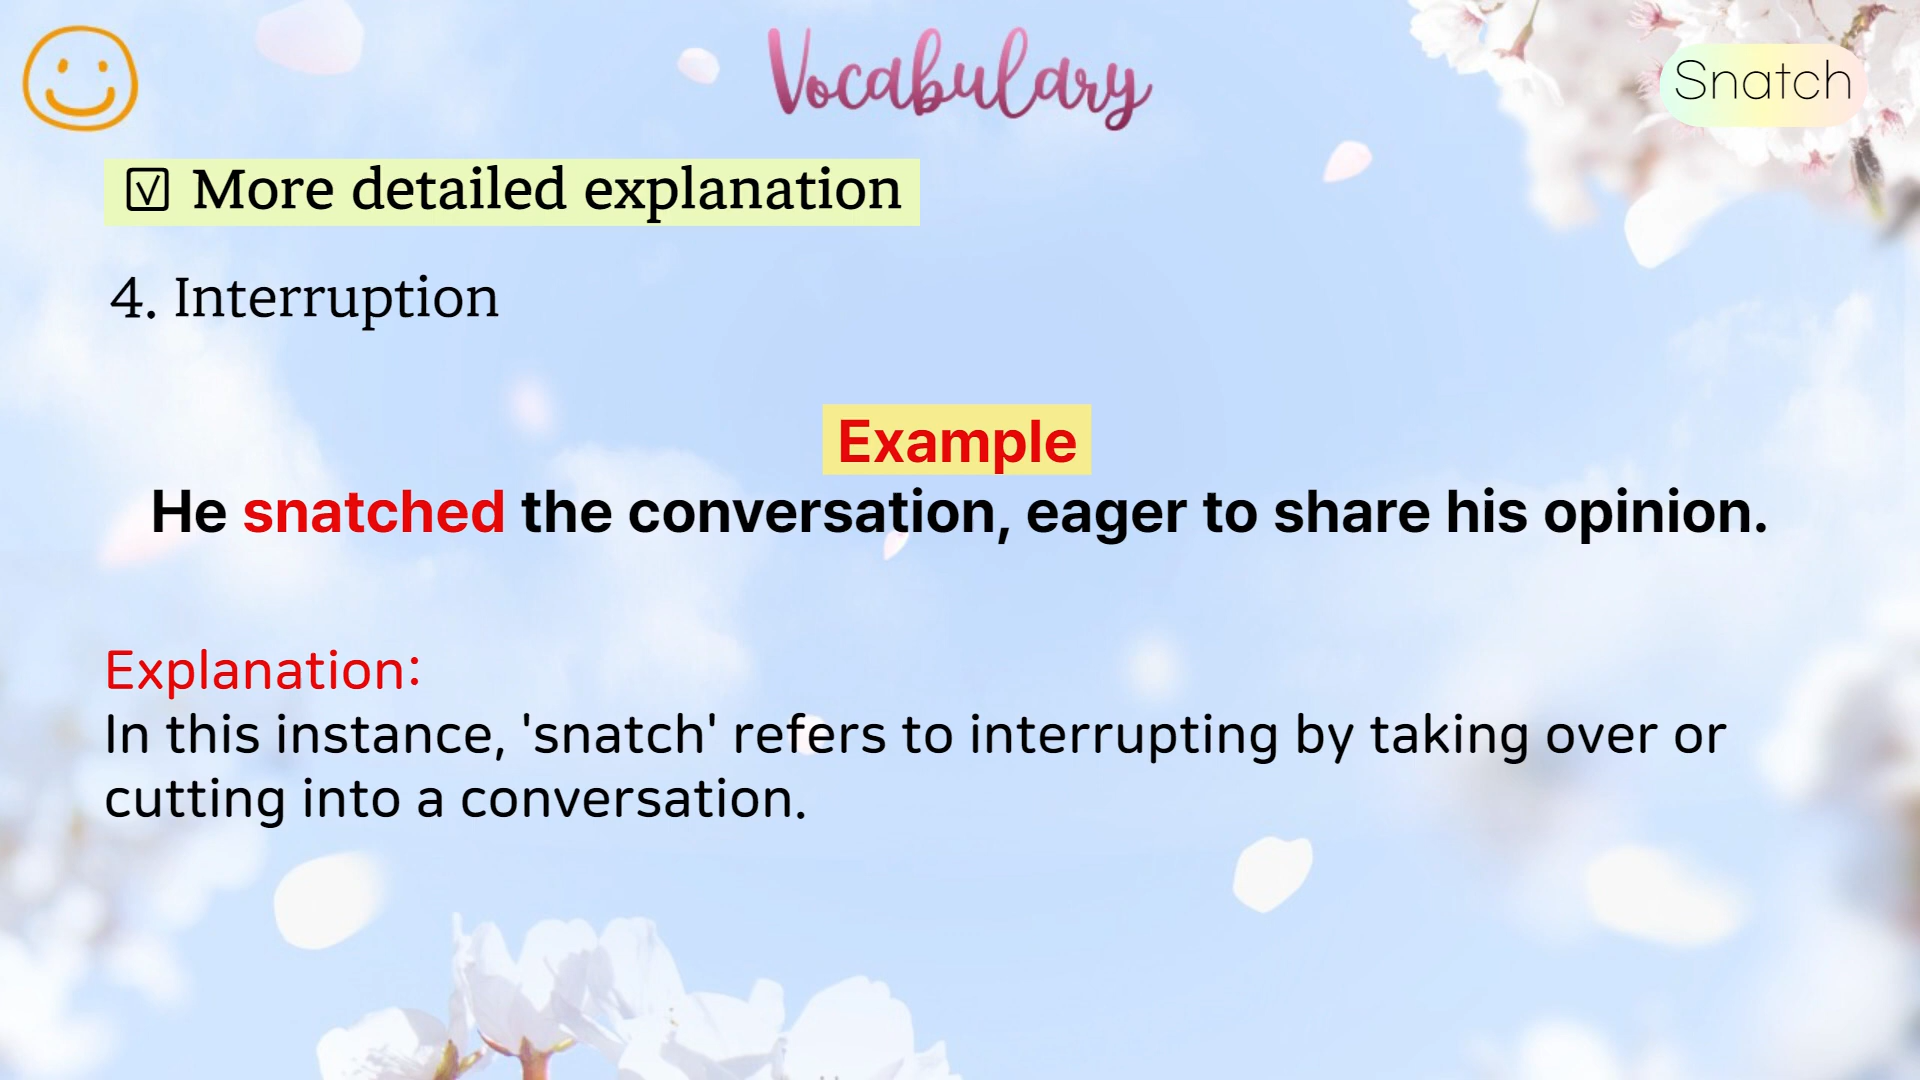 Vocabulary
Snatch
☑ More detailed explanation
4. Interruption
Example
He snatched the conversation, eager to share his opinion.
Explanation:
In this instance, 'snatch' refers to interrupting by taking over or
cutting into a conversation.